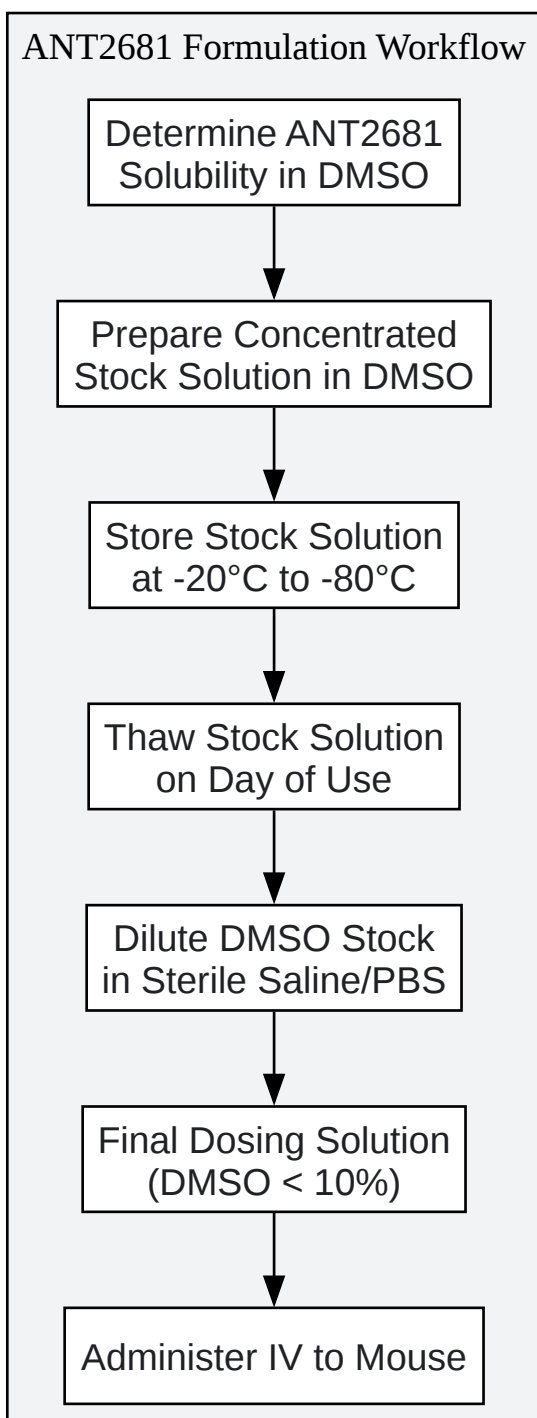 ANT2681 Formulation Workflow
Determine ANT2681
Solubility in DMSO
Prepare Concentrated
Stock Solution in DMSO
Store Stock Solution
at -20°C to -80°C
Thaw Stock Solution
on Day of Use
Dilute DMSO Stock
in Sterile Saline/PBS
Final Dosing Solution
(DMSO < 10%)
Administer IV to Mouse